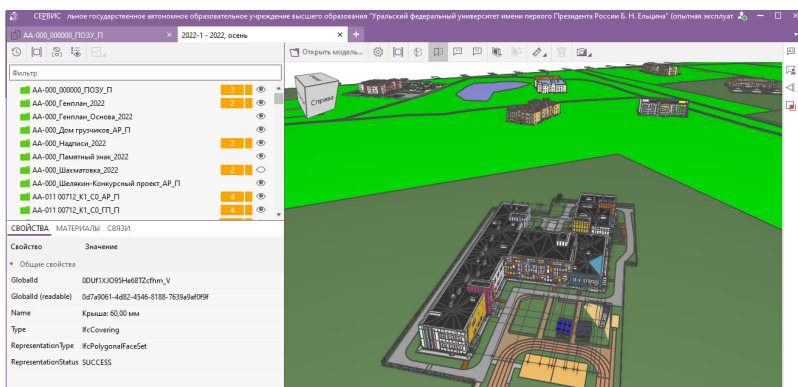 СЕРВИС льное государственное автономное образовательное учреждение высшего образования "Уральский федеральный университет имени первого Президента России Б. Н. Ельцина" (опытная эксплуат
АА-000_000000_ПОЗУ_П × 2022-1 - 2022, осень × +
Открыть модель...
Фильтр
АА-000_000000_ПОЗУ_П 3
АА-000_Генплан_2022 2
АА-000_Генплан_Основа_2022
АА-000_Дом грузчиков_АР_П
АА-000_Надписи_2022 2
АА-000_Памятный знак_2022
АА-000_Шахматовка_2022 2
АА-000_Шелякин-Конкурсный проект_АР_П
АА-011 00712_К1_С0_АР_П 4
АА-011 00712_К1_С0_ГП_П 4
Справа
СВОЙСТВА МАТЕРИАЛЫ СВЯЗИ
Свойство Значение
Общие свойства
GlobalId 0DUf1XJO95He68TZcfhm_V
GlobalId (readable) 0d7a9061-4d82-4546-8188-7639a9af0f9f
Name Крыша: 60,00 мм
Type IfcCovering
RepresentationType IfcPolygonalFaceSet
RepresentationStatus SUCCESS